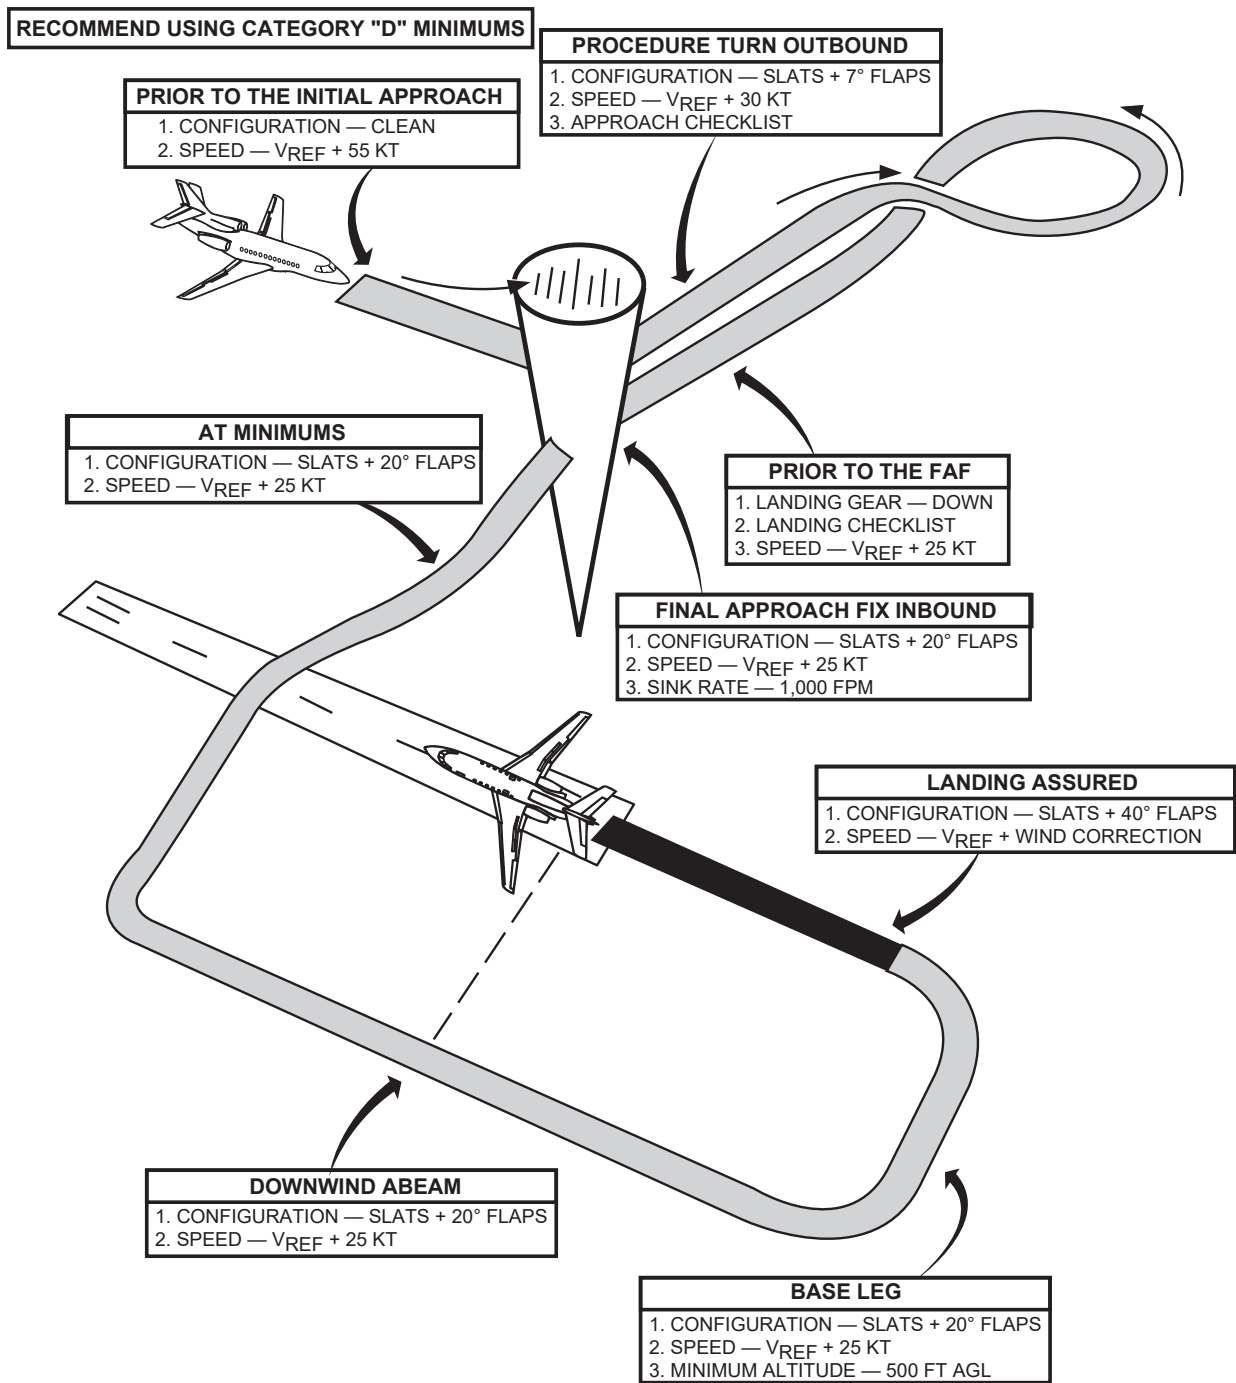 RECOMMEND USING CATEGORY "D" MINIMUMS
PROCEDURE TURN OUTBOUND
1. CONFIGURATION — SLATS + 7° FLAPS
2. SPEED — VREF + 30 KT
3. APPROACH CHECKLIST
PRIOR TO THE INITIAL APPROACH
1. CONFIGURATION — CLEAN
2. SPEED — VREF + 55 KT
AT MINIMUMS
1. CONFIGURATION — SLATS + 20° FLAPS
2. SPEED — VREF + 25 KT
PRIOR TO THE FAF
1. LANDING GEAR — DOWN
2. LANDING CHECKLIST
3. SPEED — VREF + 25 KT
FINAL APPROACH FIX INBOUND
1. CONFIGURATION — SLATS + 20° FLAPS
2. SPEED — VREF + 25 KT
3. SINK RATE — 1,000 FPM
LANDING ASSURED
1. CONFIGURATION — SLATS + 40° FLAPS
2. SPEED — VREF + WIND CORRECTION
DOWNWIND ABEAM
1. CONFIGURATION — SLATS + 20° FLAPS
2. SPEED — VREF + 25 KT
BASE LEG
1. CONFIGURATION — SLATS + 20° FLAPS
2. SPEED — VREF + 25 KT
3. MINIMUM ALTITUDE — 500 FT AGL